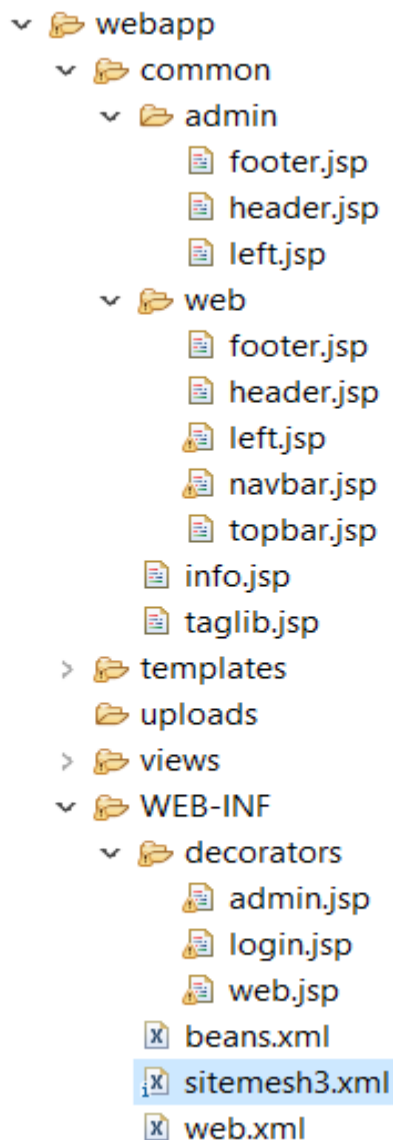 webapp
common
admin
footer.jsp
header.jsp
left.jsp
web
footer.jsp
header.jsp
left.jsp
navbar.jsp
topbar.jsp
info.jsp
taglib.jsp
templates
uploads
views
WEB-INF
decorators
admin.jsp
login.jsp
web.jsp
beans.xml
sitemesh3.xml
web.xml